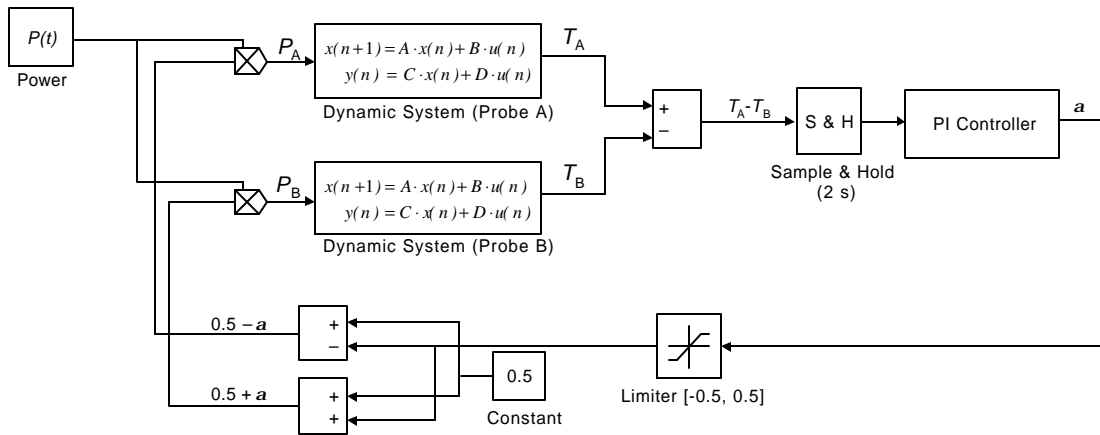 P(t)
Power
P_A
x(n+1) = A·x(n)+B·u(n)
y(n) = C·x(n)+D·u(n)
Dynamic System (Probe A)
T_A
P_B
x(n+1) = A·x(n)+B·u(n)
y(n) = C·x(n)+D·u(n)
Dynamic System (Probe B)
T_B
+
−
T_A-T_B
S & H
Sample & Hold
(2 s)
PI Controller
a
0.5 − a
+
−
0.5 + a
+
+
0.5
Constant
Limiter [-0.5, 0.5]